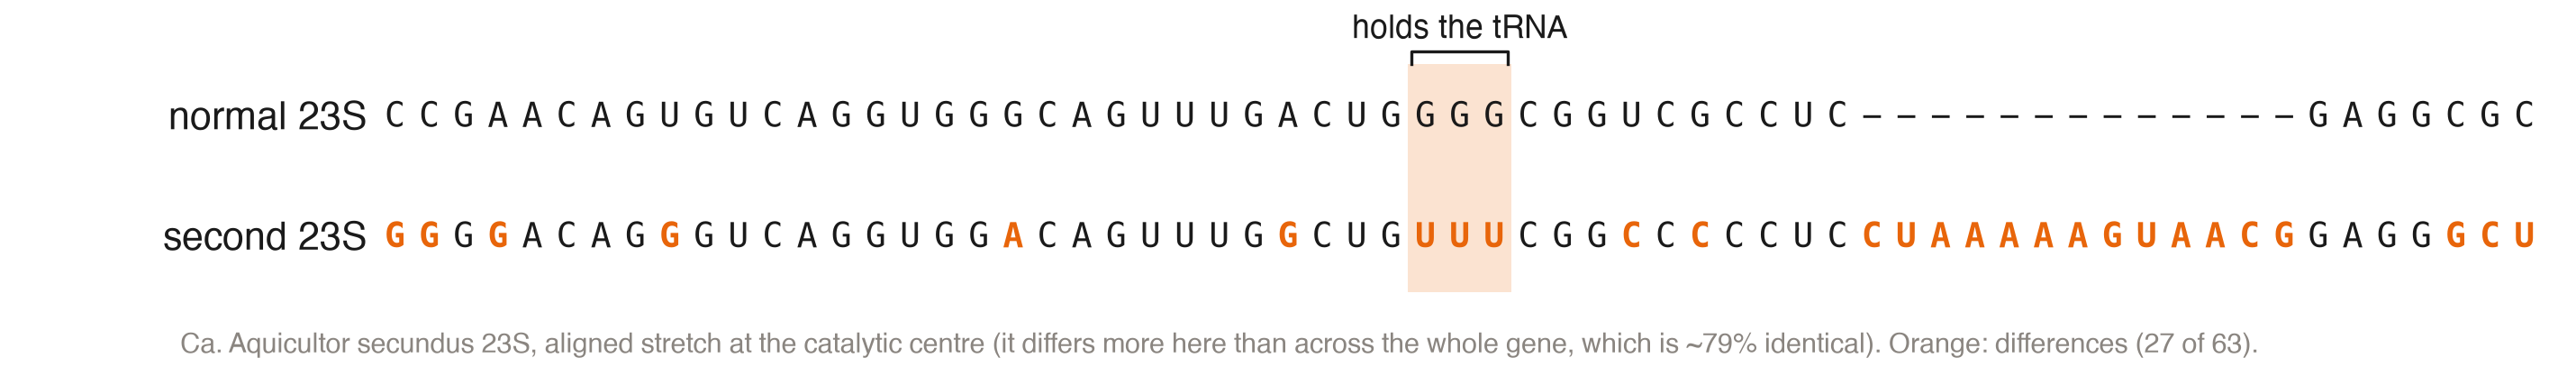 holds the tRNA
normal 23S C C G A A C A G U G U C A G G U G G G C A G U U U G A C U G G G G C G G U C G C C U C - - - - - - - - - - - - - G A G G C G C
second 23S G G G G A C A G G G U C A G G U G G A C A G U U U G G C U G U U U C G G C C C C C U C C U A A A A A G U A A C G G A G G G C U
Ca. Aquicultor secundus 23S, aligned stretch at the catalytic centre (it differs more here than across the whole gene, which is ~79% identical). Orange: differences (27 of 63).